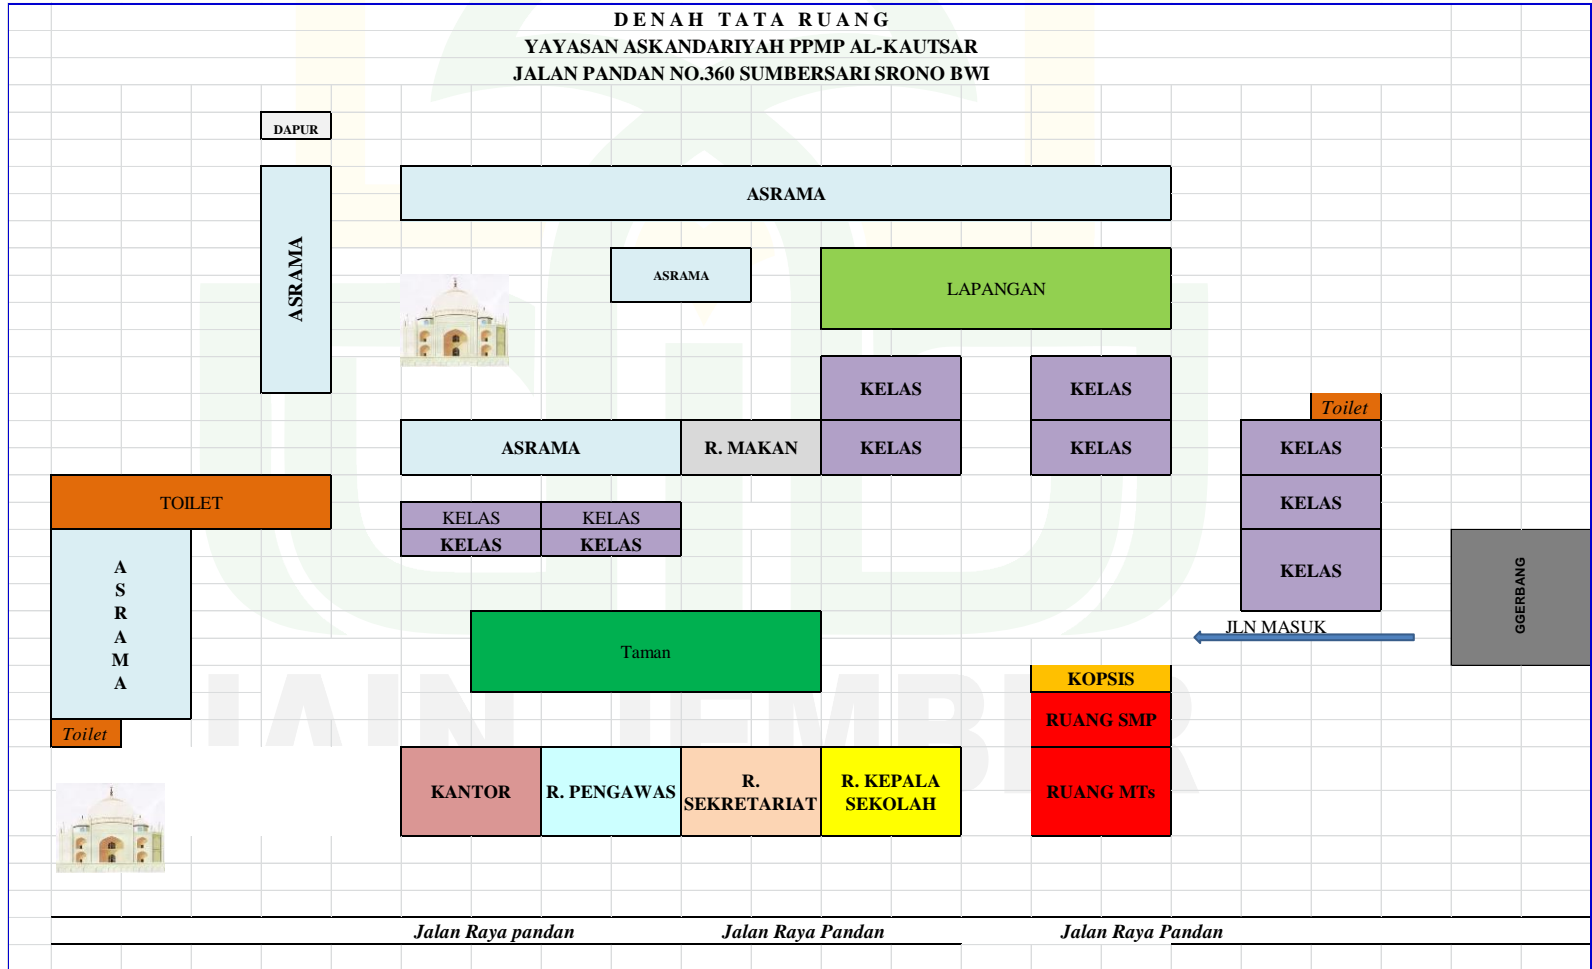 DENAH TATA RUANG
YAYASAN ASKANDARIYAH PPMP AL-KAUTSAR
JALAN PANDAN NO.360 SUMBERSARI SRONO BWI
DAPUR
ASRAMA
ASRAMA
ASRAMA
LAPANGAN
KELAS
KELAS
Toilet
ASRAMA
R. MAKAN
KELAS
KELAS
KELAS
TOILET
KELAS
KELAS
KELAS
KELAS
KELAS
KELAS
A
S
R
A
M
A
GGERBANG
JLN MASUK
Taman
KOPSIS
RUANG SMP
Toilet
KANTOR
R. PENGAWAS
R.
SEKRETARIAT
R. KEPALA
SEKOLAH
RUANG MTs
Jalan Raya pandan
Jalan Raya Pandan
Jalan Raya Pandan
IAIN JEMBER